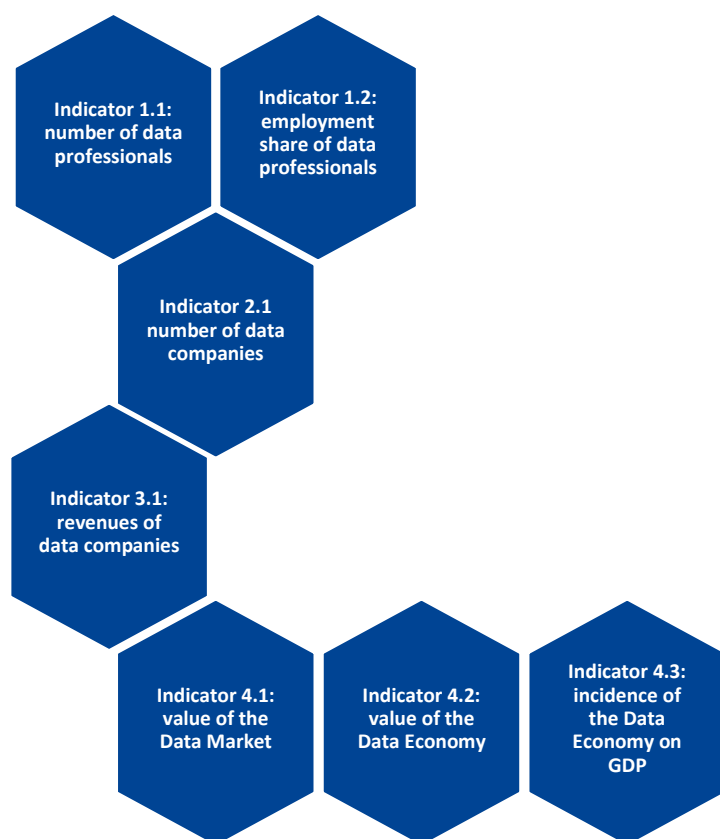 Indicator 1.1:
number of data
professionals
Indicator 1.2:
employment
share of data
professionals
Indicator 2.1
number of data
companies
Indicator 3.1:
revenues of
data companies
Indicator 4.1:
value of the
Data Market
Indicator 4.2:
value of the
Data Economy
Indicator 4.3:
incidence of
the Data
Economy on
GDP